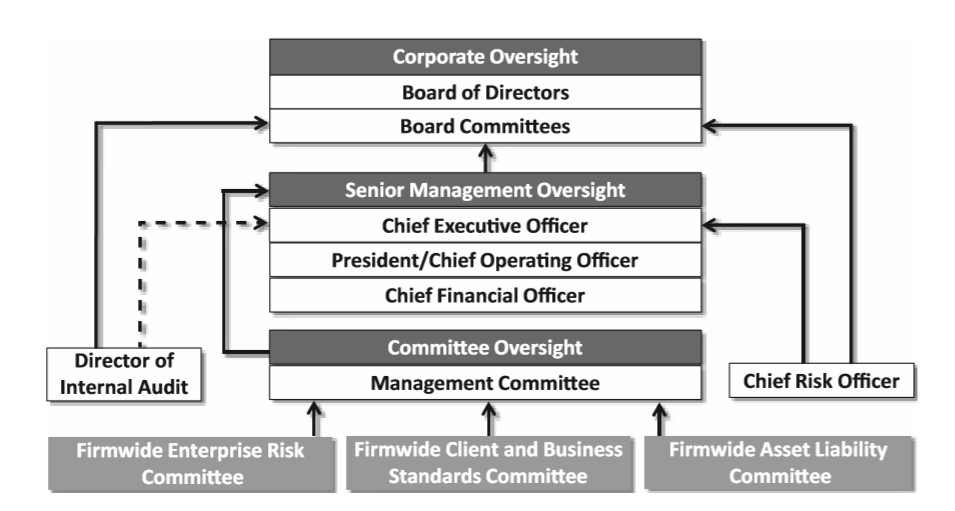 Corporate Oversight
Board of Directors
Board Committees
Senior Management Oversight
Chief Executive Officer
President/Chief Operating Officer
Chief Financial Officer
Committee Oversight
Management Committee
Director of
Internal Audit
Chief Risk Officer
Firmwide Enterprise Risk
Committee
Firmwide Client and Business
Standards Committee
Firmwide Asset Liability
Committee